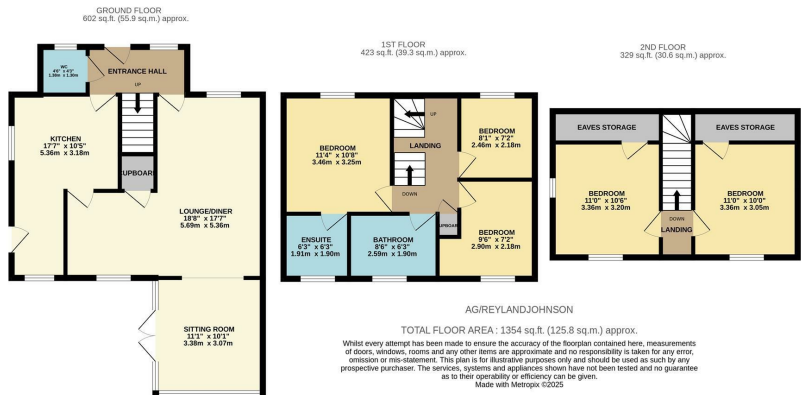 GROUND FLOOR
602 sq.ft. (55.9 sq.m.) approx.
WC
4'6" x 4'3"
1.38m x 1.30m
ENTRANCE HALL
UP
KITCHEN
17'7" x 10'5"
5.36m x 3.18m
CUPBOARD
LOUNGE/DINER
18'8" x 17'7"
5.69m x 5.36m
SITTING ROOM
11'1" x 10'1"
3.38m x 3.07m
1ST FLOOR
423 sq.ft. (39.3 sq.m.) approx.
BEDROOM
11'4" x 10'8"
3.46m x 3.25m
UP
LANDING
DOWN
BEDROOM
8'1" x 7'2"
2.46m x 2.18m
ENSUITE
6'3" x 6'3"
1.91m x 1.90m
BATHROOM
8'6" x 6'3"
2.59m x 1.90m
CUPBOARD
BEDROOM
9'6" x 7'2"
2.90m x 2.18m
2ND FLOOR
329 sq.ft. (30.6 sq.m.) approx.
EAVES STORAGE
EAVES STORAGE
BEDROOM
11'0" x 10'6"
3.36m x 3.20m
DOWN
LANDING
BEDROOM
11'0" x 10'0"
3.36m x 3.05m
AG/REYLANDJOHNSON
TOTAL FLOOR AREA : 1354 sq.ft. (125.8 sq.m.) approx.
Whilst every attempt has been made to ensure the accuracy of the floorplan contained here, measurements
of doors, windows, rooms and any other items are approximate and no responsibility is taken for any error,
omission or mis-statement. This plan is for illustrative purposes only and should be used as such by any
prospective purchaser. The services, systems and appliances shown have not been tested and no guarantee
as to their operability or efficiency can be given.
Made with Metropix ©2025